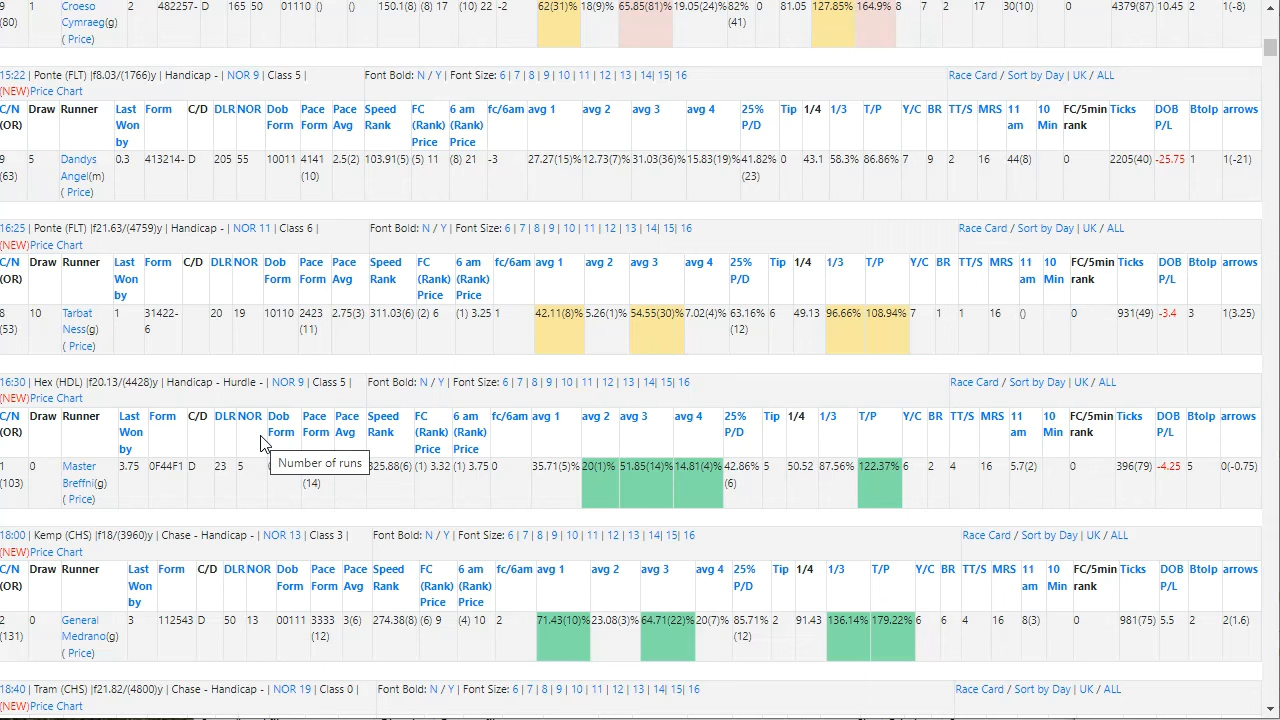 9 1 Croeso 2 482257- D 165 50 01110 () () 150.1(8) (8) 17 (10) 22 -2 62(31)% 18(9)% 65.85(81)% 19.05(24)% 82% 0 81.05 127.85% 164.9% 8 7 2 17 30(10) 0 4379(87) 10.45 2 1(-8)
(80) Cymraeg(g) (41)
( Price)
15:22 | Ponte (FLT) |f8.03/(1766)y | Handicap - | NOR 9 | Class 5 | Font Bold: N / Y | Font Size: 6 | 7 | 8 | 9 | 10 | 11 | 12 | 13 | 14| 15| 16 Race Card / Sort by Day | UK / ALL
(NEW)Price Chart
C/N Draw Runner Last Form C/D DLR NOR Dob Pace Pace Speed FC 6 am fc/6am avg 1 avg 2 avg 3 avg 4 25% Tip 1/4 1/3 T/P Y/C BR TT/S MRS 11 10 FC/5min Ticks DOB Btolp arrows
(OR) Won Form Form Avg Rank (Rank) (Rank) P/D am Min rank P/L
by Price Price
9 5 Dandys 0.3 413214- D 205 55 10011 4141 2.5(2) 103.91(5) (5) 11 (8) 21 -3 27.27(15)% 12.73(7)% 31.03(36)% 15.83(19)% 41.82% 0 43.1 58.3% 86.86% 7 9 2 16 44(8) 0 2205(40) -25.75 1 1(-21)
(63) Angel(m) (10) (23)
( Price)
16:25 | Ponte (FLT) |f21.63/(4759)y | Handicap - | NOR 11 | Class 6 | Font Bold: N / Y | Font Size: 6 | 7 | 8 | 9 | 10 | 11 | 12 | 13 | 14| 15| 16 Race Card / Sort by Day | UK / ALL
(NEW)Price Chart
C/N Draw Runner Last Form C/D DLR NOR Dob Pace Pace Speed FC 6 am fc/6am avg 1 avg 2 avg 3 avg 4 25% Tip 1/4 1/3 T/P Y/C BR TT/S MRS 11 10 FC/5min Ticks DOB Btolp arrows
(OR) Won Form Form Avg Rank (Rank) (Rank) P/D am Min rank P/L
by Price Price
8 10 Tarbat 1 31422- 20 19 10110 2423 2.75(3) 311.03(6) (2) 6 (1) 3.25 1 42.11(8)% 5.26(1)% 54.55(30)% 7.02(4)% 63.16% 6 49.13 96.66% 108.94% 7 1 1 16 () 0 931(49) -3.4 3 1(3.25)
(53) Ness(g) 6 (11) (12)
( Price)
16:30 | Hex (HDL) |f20.13/(4428)y | Handicap - Hurdle - | NOR 9 | Class 5 | Font Bold: N / Y | Font Size: 6 | 7 | 8 | 9 | 10 | 11 | 12 | 13 | 14| 15| 16 Race Card / Sort by Day | UK / ALL
(NEW)Price Chart
C/N Draw Runner Last Form C/D DLR NOR Dob Pace Pace Speed FC 6 am fc/6am avg 1 avg 2 avg 3 avg 4 25% Tip 1/4 1/3 T/P Y/C BR TT/S MRS 11 10 FC/5min Ticks DOB Btolp arrows
(OR) Won Form Form Avg Rank (Rank) (Rank) P/D am Min rank P/L
by Price Price
Number of runs
1 0 Master 3.75 0F44F1 D 23 5 325.88(6) (1) 3.32 (1) 3.75 0 35.71(5)% 20(1)% 51.85(14)% 14.81(4)% 42.86% 5 50.52 87.56% 122.37% 6 2 4 16 5.7(2) 0 396(79) -4.25 5 0(-0.75)
(103) Breffni(g) (14) (6)
( Price)
18:00 | Kemp (CHS) |f18/(3960)y | Chase - Handicap - | NOR 13 | Class 3 | Font Bold: N / Y | Font Size: 6 | 7 | 8 | 9 | 10 | 11 | 12 | 13 | 14| 15| 16 Race Card / Sort by Day | UK / ALL
(NEW)Price Chart
C/N Draw Runner Last Form C/D DLR NOR Dob Pace Pace Speed FC 6 am fc/6am avg 1 avg 2 avg 3 avg 4 25% Tip 1/4 1/3 T/P Y/C BR TT/S MRS 11 10 FC/5min Ticks DOB Btolp arrows
(OR) Won Form Form Avg Rank (Rank) (Rank) P/D am Min rank P/L
by Price Price
2 0 General 3 112543 D 50 13 00111 3333 3(6) 274.38(8) (6) 9 (4) 10 2 71.43(10)% 23.08(3)% 64.71(22)% 20(7)% 85.71% 2 91.43 136.14% 179.22% 6 6 4 16 8(3) 0 981(75) 5.5 2 2(1.6)
(131) Medrano(g) (12) (12)
( Price)
18:40 | Tram (CHS) |f21.82/(4800)y | Chase - Handicap - | NOR 19 | Class 0 | Font Bold: N / Y | Font Size: 6 | 7 | 8 | 9 | 10 | 11 | 12 | 13 | 14| 15| 16 Race Card / Sort by Day | UK / ALL
(NEW)Price Chart